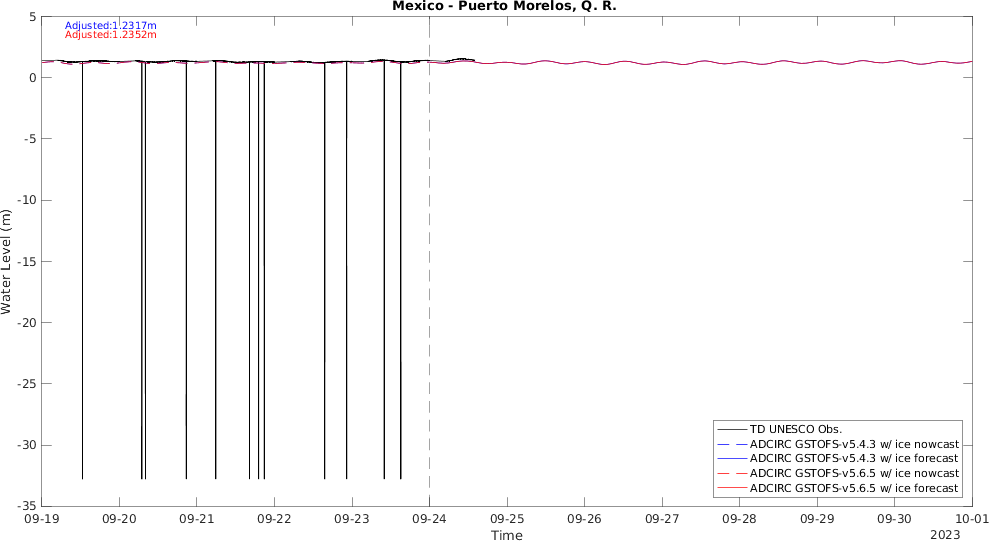 Mexico - Puerto Morelos, Q. R.
Adjusted:1.2317m
Adjusted:1.2352m
5
0
-5
-10
-15
-20
-25
-30
-35
Water Level (m)
TD UNESCO Obs.
ADCIRC GSTOFS-v5.4.3 w/ ice nowcast
ADCIRC GSTOFS-v5.4.3 w/ ice forecast
ADCIRC GSTOFS-v5.6.5 w/ ice nowcast
ADCIRC GSTOFS-v5.6.5 w/ ice forecast
09-19 09-20 09-21 09-22 09-23 09-24 09-25 09-26 09-27 09-28 09-29 09-30 10-01
Time
2023